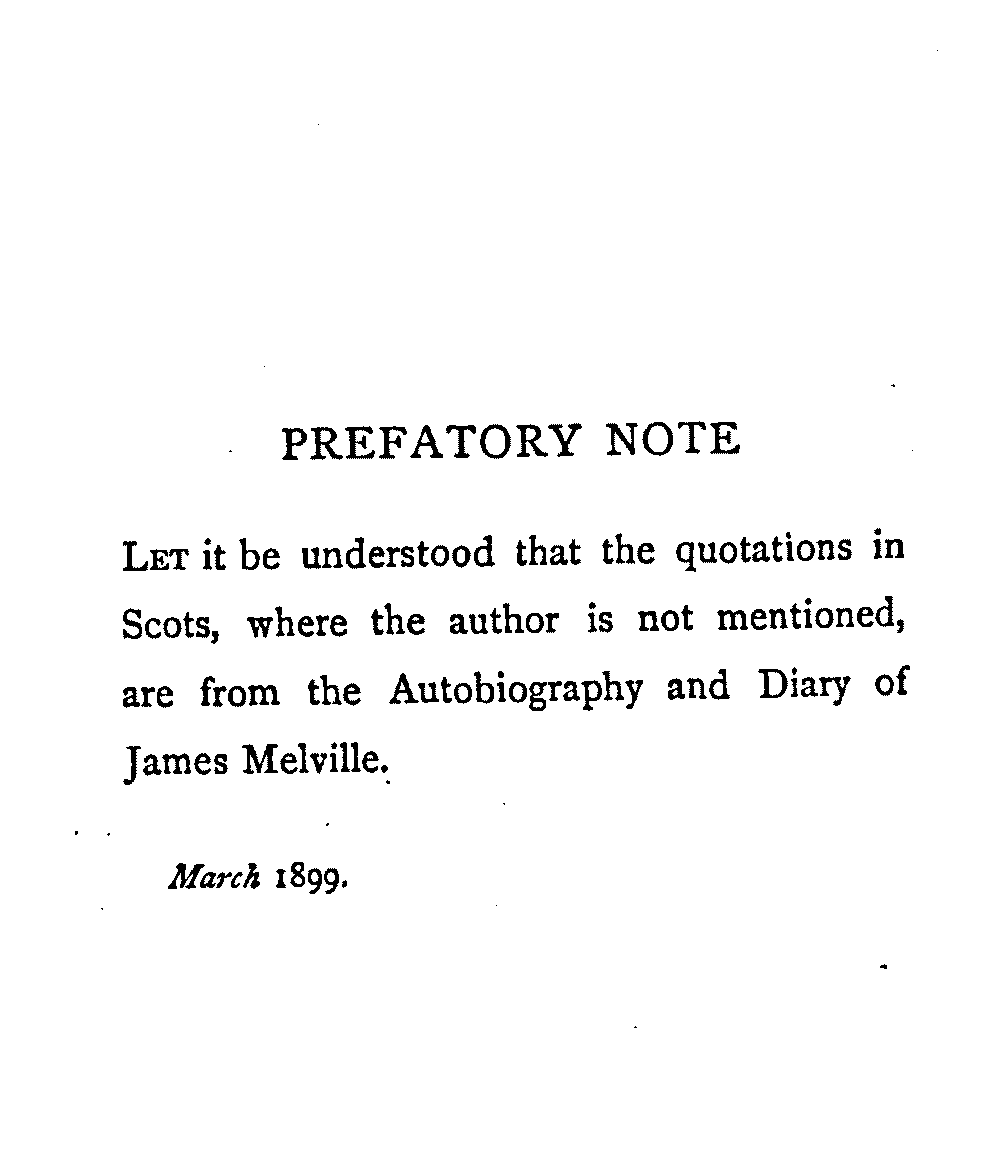 PREFATORY NOTE
LET it be understood that the quotations in
Scots, where the author is not mentioned,
are from the Autobiography and Diary of
James Melville.
March 1899.